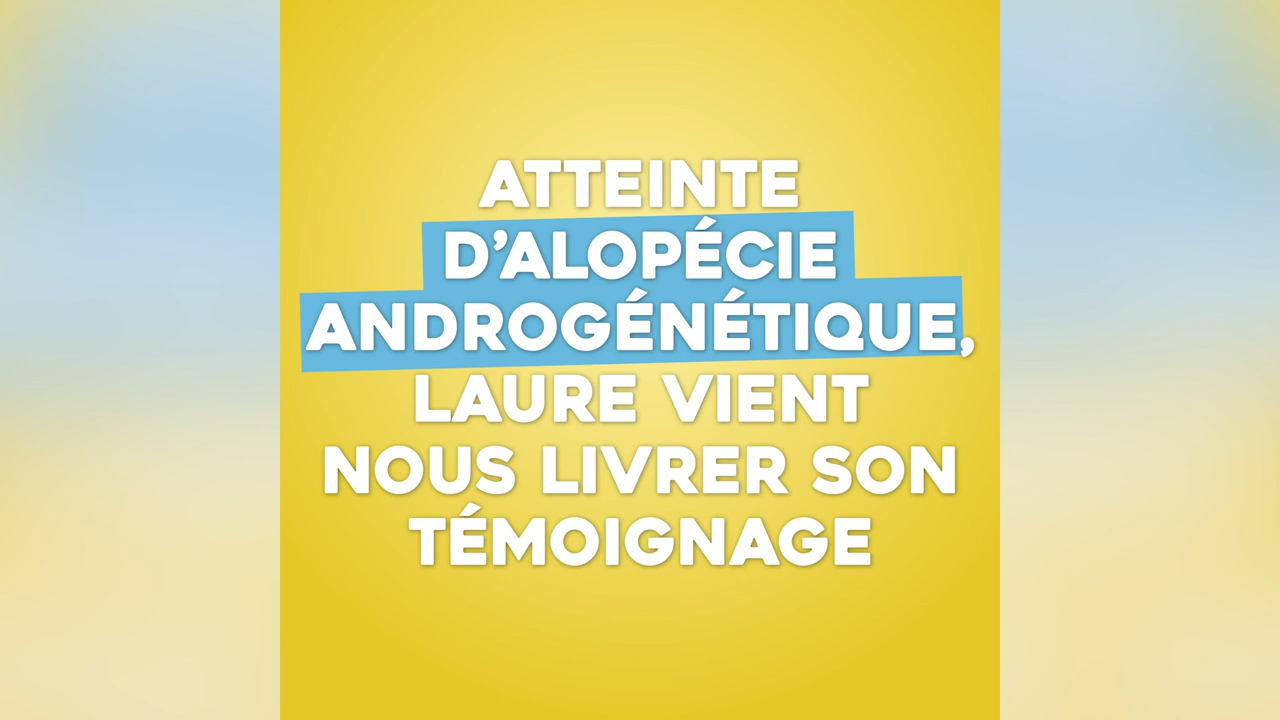 ATTEINTE
D'ALOPÉCIE
ANDROGÉNÉTIQUE,
LAURE VIENT
NOUS LIVRER SON
TÉMOIGNAGE